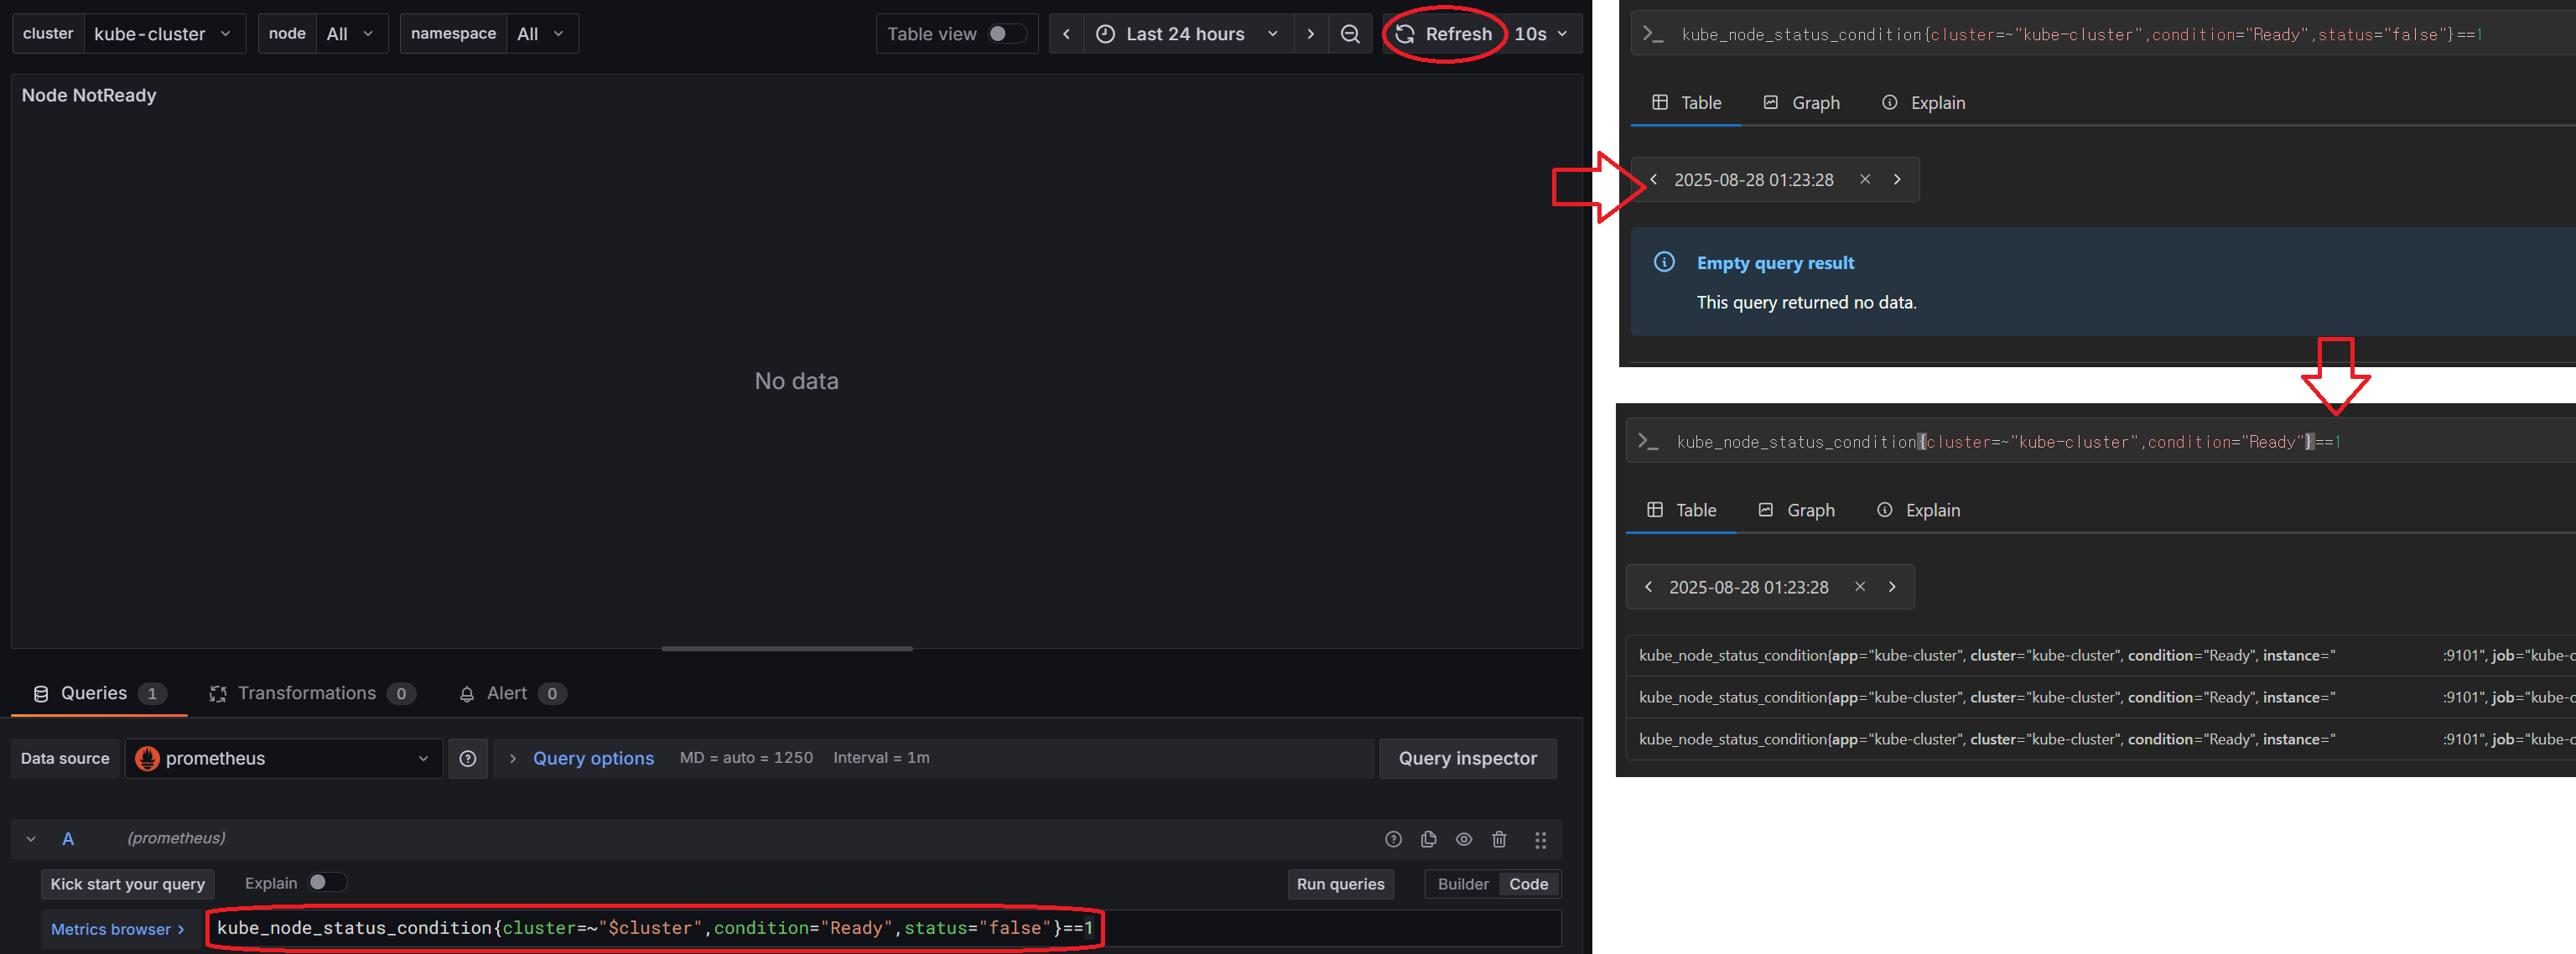 cluster kube-cluster node All namespace All Table view Last 24 hours Refresh 10s
Node NotReady
No data
Queries 1 Transformations 0 Alert 0
Data source prometheus Query options MD = auto = 1250 Interval = 1m Query inspector
A (prometheus)
Kick start your query Explain Run queries Builder Code
Metrics browser > kube_node_status_condition{cluster=~"$cluster",condition="Ready",status="false"}==1
>_ kube_node_status_condition{cluster=~"kube-cluster",condition="Ready",status="false"}==1
Table Graph Explain
2025-08-28 01:23:28
Empty query result
This query returned no data.
>_ kube_node_status_condition{cluster=~"kube-cluster",condition="Ready"}==1
Table Graph Explain
2025-08-28 01:23:28
kube_node_status_condition{app="kube-cluster", cluster="kube-cluster", condition="Ready", instance=" :9101", job="kube-c
kube_node_status_condition{app="kube-cluster", cluster="kube-cluster", condition="Ready", instance=" :9101", job="kube-c
kube_node_status_condition{app="kube-cluster", cluster="kube-cluster", condition="Ready", instance=" :9101", job="kube-c